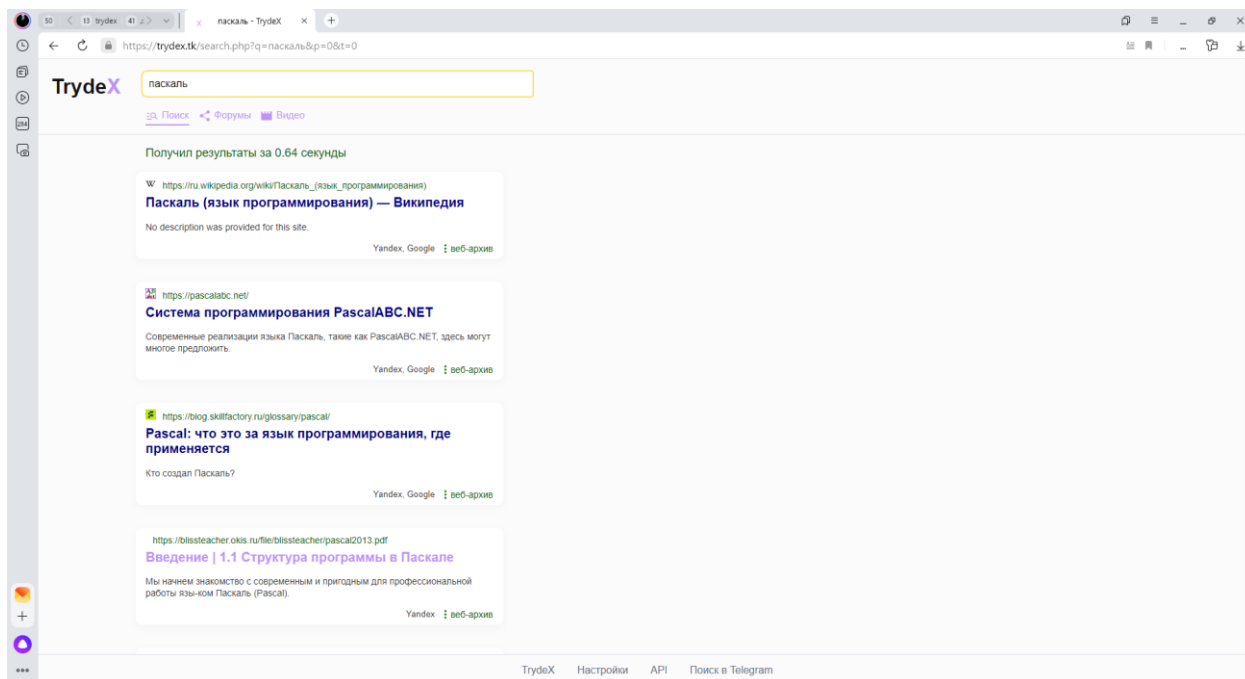 50 13 trydex 41 паскаль - TrydeX
https://trydex.tk/search.php?q=паскаль&p=0&t=0
TrydeX паскаль
Поиск Форумы Видео
Получил результаты за 0.64 секунды
W https://ru.wikipedia.org/wiki/Паскаль_(язык_программирования)
Паскаль (язык программирования) — Википедия
No description was provided for this site.
Yandex, Google веб-архив
https://pascalabc.net/
Система программирования PascalABC.NET
Современные реализации языка Паскаль, такие как PascalABC.NET, здесь могут
многое предложить.
Yandex, Google веб-архив
https://blog.skillfactory.ru/glossary/pascal/
Pascal: что это за язык программирования, где
применяется
Кто создал Паскаль?
Yandex, Google веб-архив
https://blissteacher.okis.ru/file/blissteacher/pascal2013.pdf
Введение | 1.1 Структура программы в Паскале
Мы начнем знакомство с современным и пригодным для профессиональной
работы язы-ком Паскаль (Pascal).
Yandex веб-архив
TrydeX Настройки API Поиск в Telegram